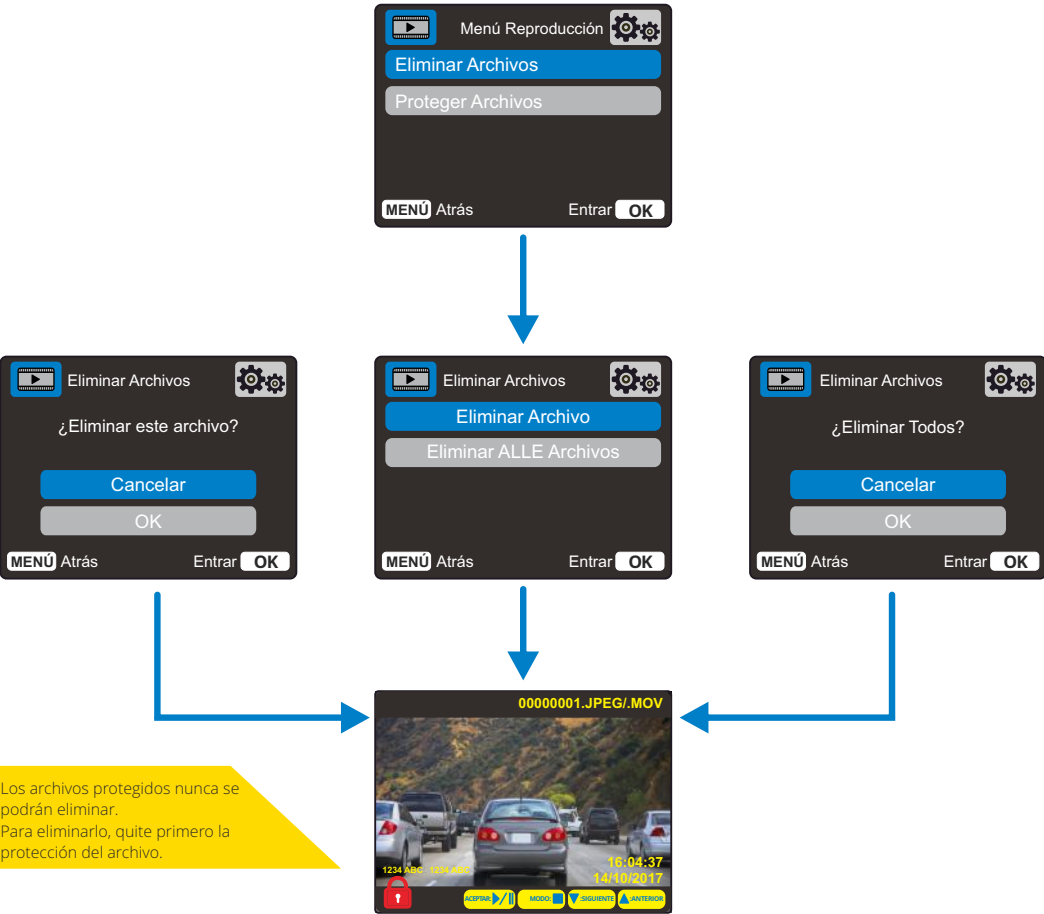 Menú Reproducción
Eliminar Archivos
Proteger Archivos
MENÚ Atrás Entrar OK
Eliminar Archivos
¿Eliminar este archivo?
Cancelar
OK
MENÚ Atrás Entrar OK
Eliminar Archivos
Eliminar Archivo
Eliminar ALLE Archivos
MENÚ Atrás Entrar OK
Eliminar Archivos
¿Eliminar Todos?
Cancelar
OK
MENÚ Atrás Entrar OK
00000001.JPEG/.MOV
16:04:37
1234 ABC 1234 ABC
14/10/2017
ACEPTAR: MODO: :SIGUIENTE :ANTERIOR
Los archivos protegidos nunca se
podrán eliminar.
Para eliminarlo, quite primero la
protección del archivo.